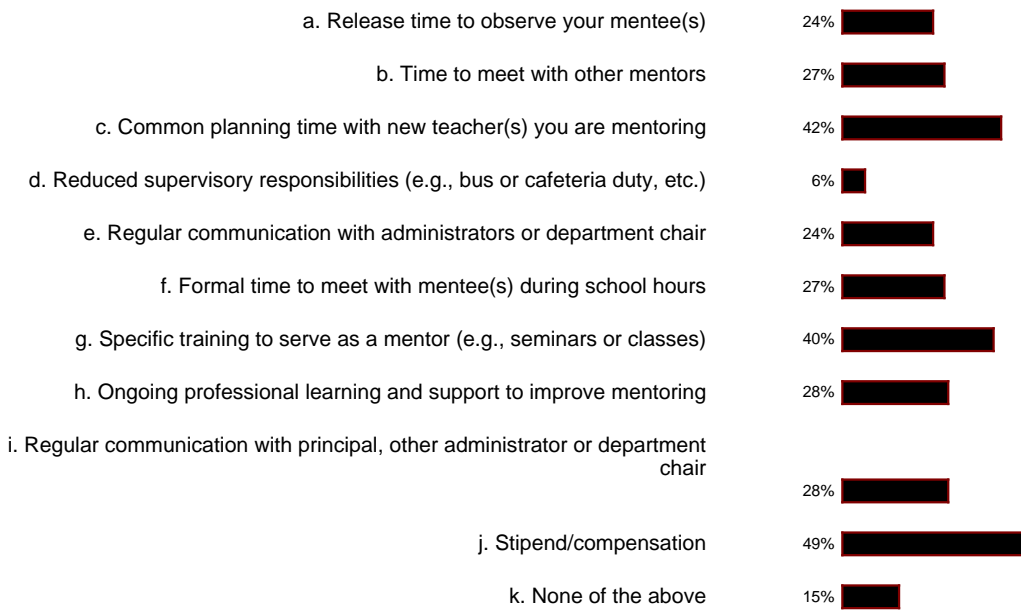 a. Release time to observe your mentee(s) 24%
b. Time to meet with other mentors 27%
c. Common planning time with new teacher(s) you are mentoring 42%
d. Reduced supervisory responsibilities (e.g., bus or cafeteria duty, etc.) 6%
e. Regular communication with administrators or department chair 24%
f. Formal time to meet with mentee(s) during school hours 27%
g. Specific training to serve as a mentor (e.g., seminars or classes) 40%
h. Ongoing professional learning and support to improve mentoring 28%
i. Regular communication with principal, other administrator or department
chair
28%
j. Stipend/compensation 49%
k. None of the above 15%